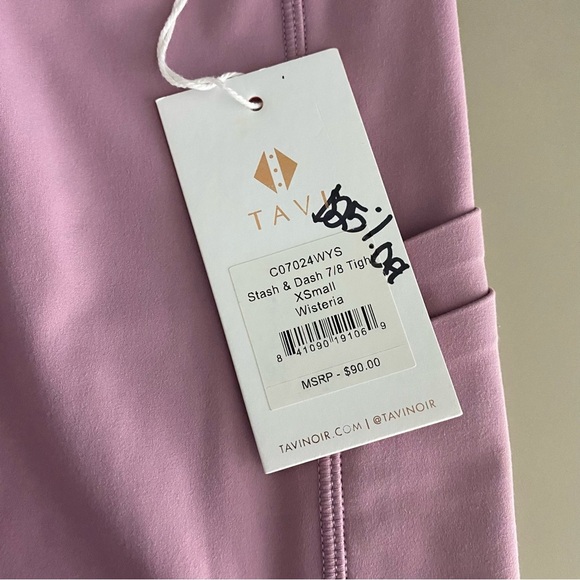 TAVI
C07024WYS
Stash & Dash 7/8 Tigh
XSmall
Wisteria
8 41090 19106 9
MSRP - $90.00
TAVINOIR.COM | @TAVINOIR